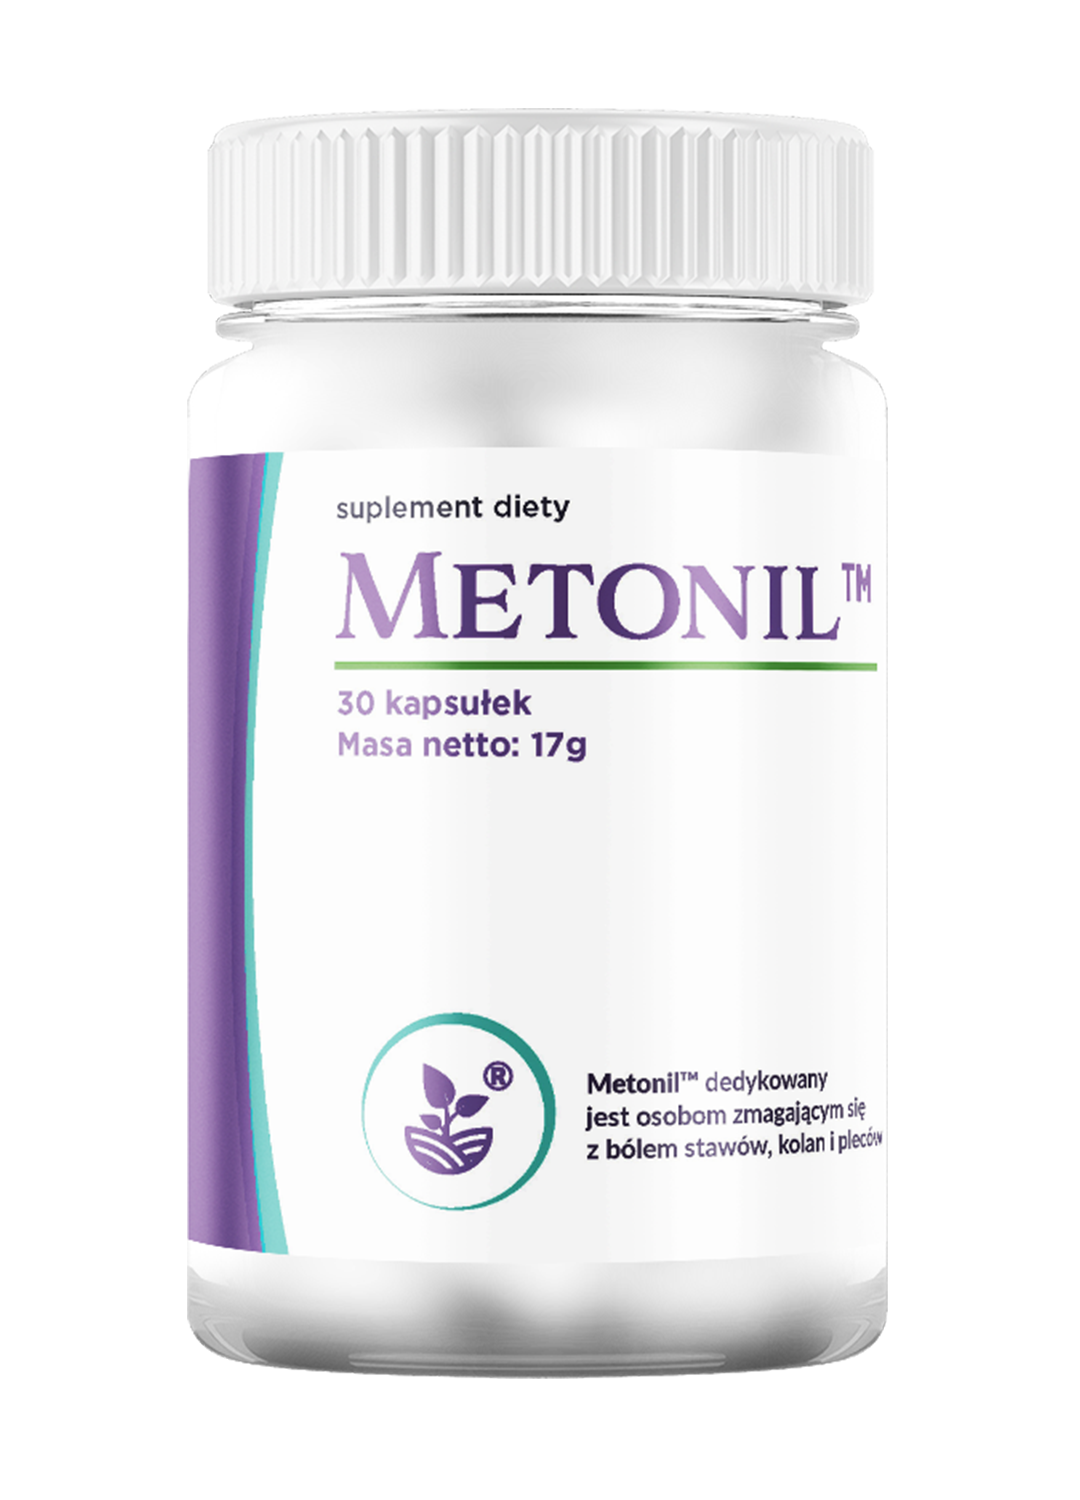 suplement diety
METONIL™
30 kapsułek
Masa netto: 17g
®
Metonil™ dedykowany
jest osobom zmagającym się
z bólem stawów, kolan i pleców